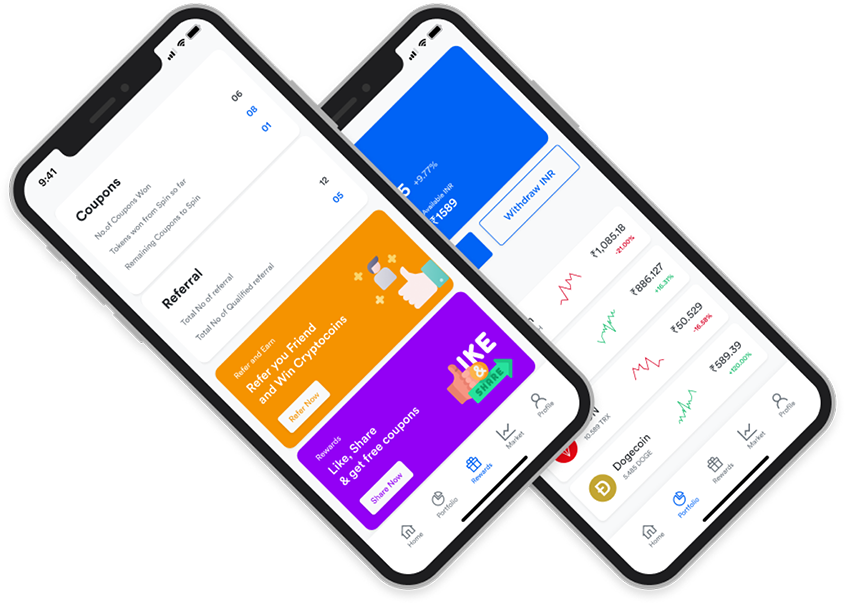 9:41
Coupons
No.of Coupons Won
06
Tokens won from Spin so far
08
Remaining Coupons to Spin
01
Referral
Total No of referral
12
Total No of Qualified referral
05
Refer and Earn
Refer you Friend
and Win Cryptocoins
Refer Now
Rewards
Like, Share
& get free coupons
Share Now
LIKE
&
SHARE
Home
Portfolio
Rewards
Market
Profile
5
+9.77%
Available INR
₹1589
Withdraw INR
₹1,085.18
-21.00%
₹886.127
+16.31%
₹50.529
-16.58%
10.589 TRX
₹589.39
+120.00%
Dogecoin
5.685 DOGE
Home
Portfolio
Rewards
Market
Profile